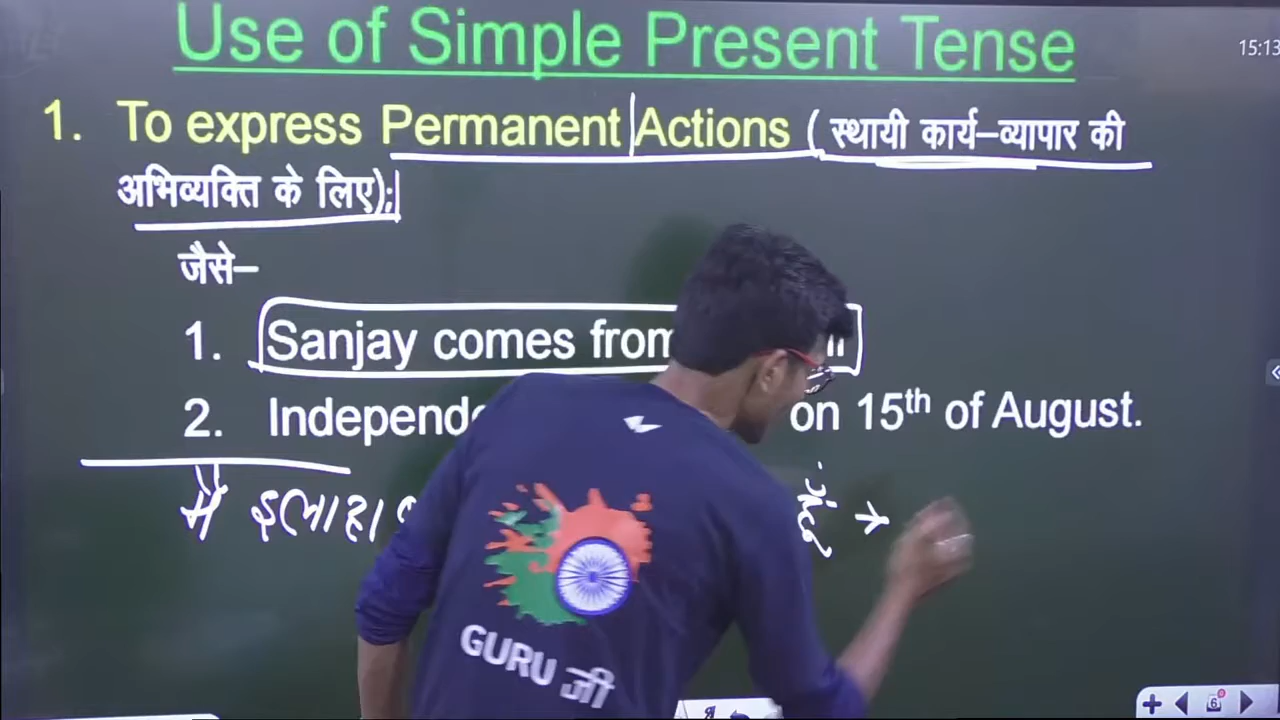 Use of Simple Present Tense
15:13
1. To express Permanent Actions ( स्थायी कार्य–व्यापार की
अभिव्यक्ति के लिए);
जैसे–
1. Sanjay comes from
2. Independe on 15th of August.
मैं इलाहा
GURU जी